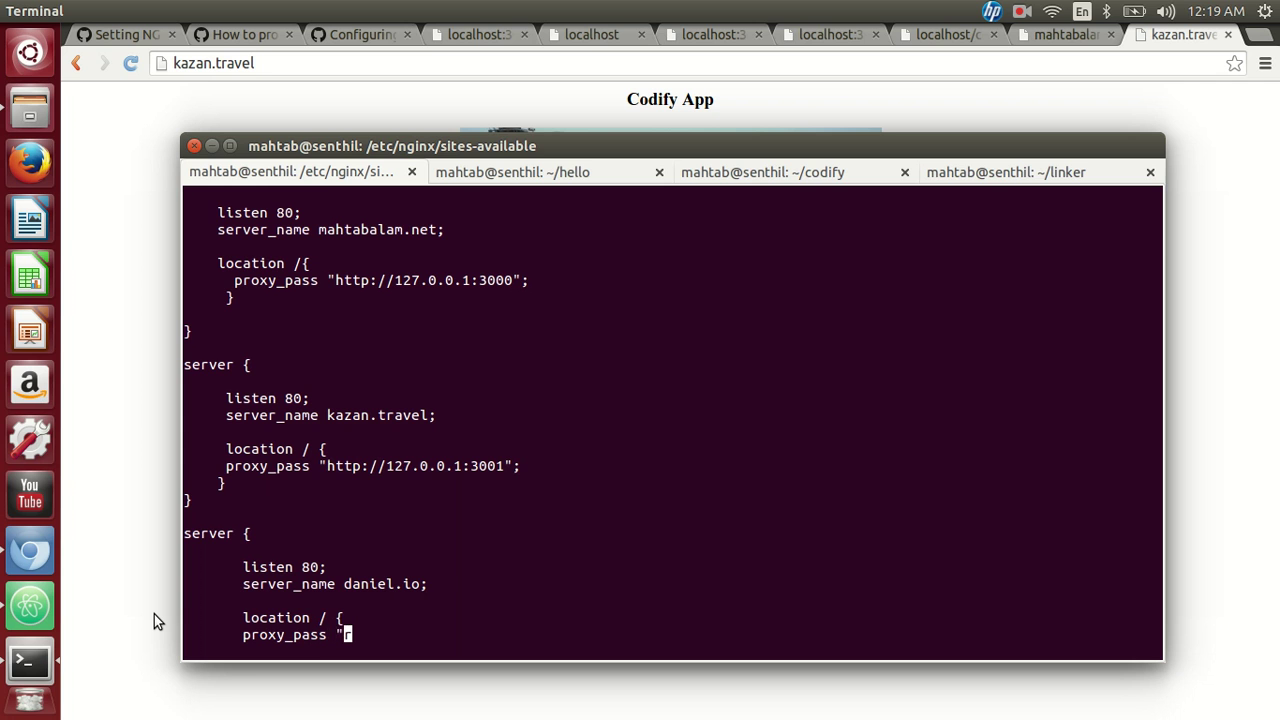 Terminal
hp
En
12:19 AM
Setting NG
How to pro
Configuring
localhost:3
localhost
localhost:3
localhost:3
localhost/c
mahtabalam
kazan.trave
kazan.travel
Codify App
mahtab@senthil: /etc/nginx/sites-available
mahtab@senthil: /etc/nginx/si...
mahtab@senthil: ~/hello
mahtab@senthil: ~/codify
mahtab@senthil: ~/linker
listen 80;
server_name mahtabalam.net;
location /{
proxy_pass "http://127.0.0.1:3000";
}
}
server {
listen 80;
server_name kazan.travel;
location / {
proxy_pass "http://127.0.0.1:3001";
}
}
server {
listen 80;
server_name daniel.io;
location / {
proxy_pass "r
a
You
Tube
>_